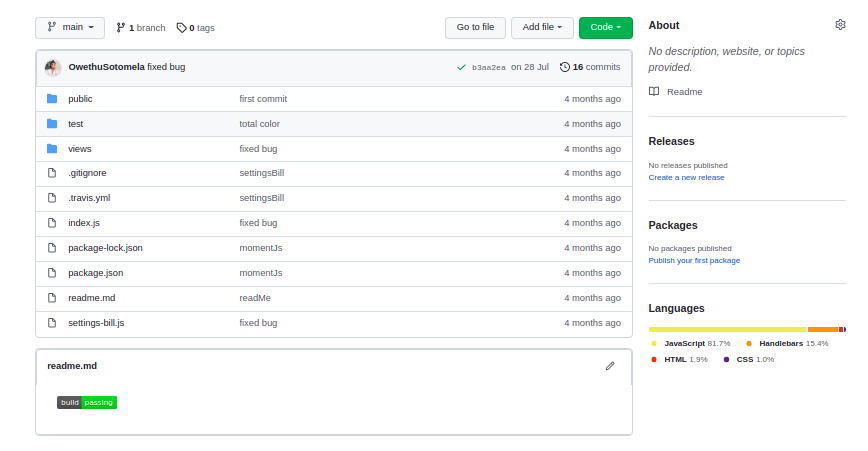 main 1 branch 0 tags Go to file Add file Code
OwethuSotomela fixed bug b3aa2ea on 28 Jul 16 commits
public first commit 4 months ago
test total color 4 months ago
views fixed bug 4 months ago
.gitignore settingsBill 4 months ago
.travis.yml settingsBill 4 months ago
index.js fixed bug 4 months ago
package-lock.json momentJs 4 months ago
package.json momentJs 4 months ago
readme.md readMe 4 months ago
settings-bill.js fixed bug 4 months ago
readme.md
build passing
About
No description, website, or topics
provided.
Readme
Releases
No releases published
Create a new release
Packages
No packages published
Publish your first package
Languages
JavaScript 81.7% Handlebars 15.4%
HTML 1.9% CSS 1.0%